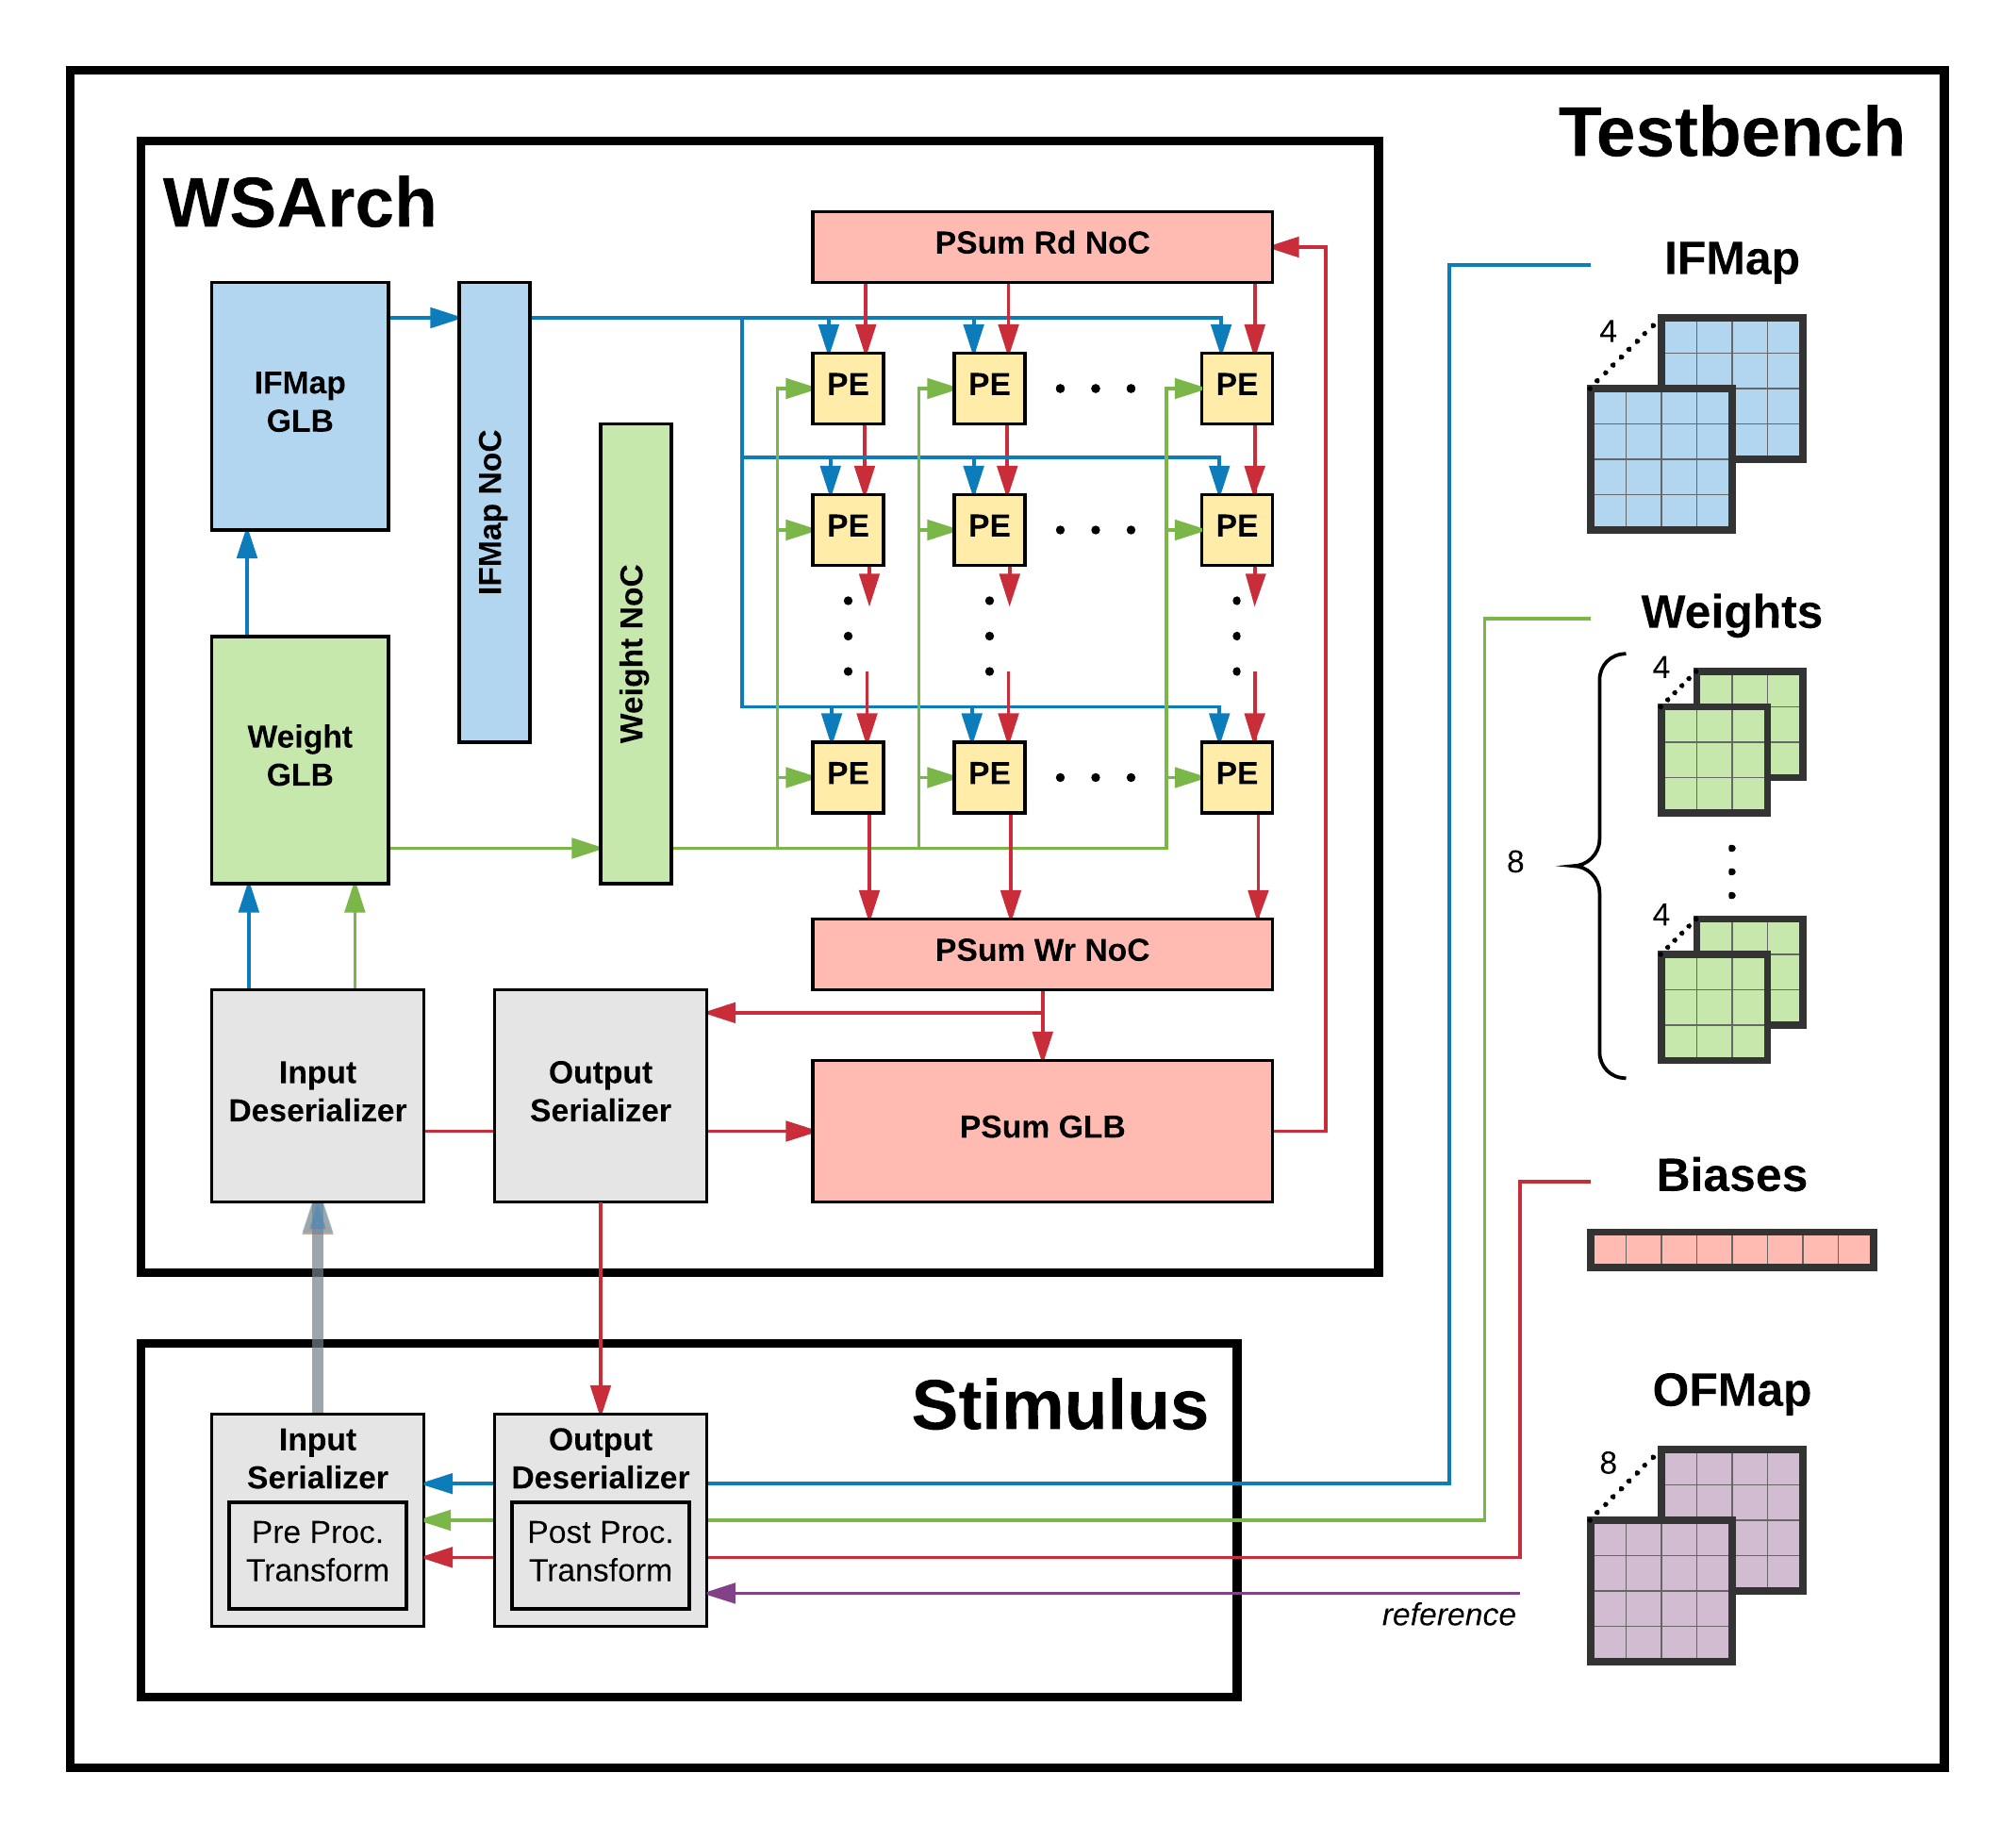 Testbench
WSArch
PSum Rd NoC
IFMap
GLB
IFMap NoC
Weight NoC
PE
PE
PE
PE
PE
PE
Weight
GLB
PE
PE
PE
PSum Wr NoC
Input
Deserializer
Output
Serializer
PSum GLB
IFMap
4
Weights
4
8
4
Biases
OFMap
8
Stimulus
Input
Serializer
Pre Proc.
Transform
Output
Deserializer
Post Proc.
Transform
reference